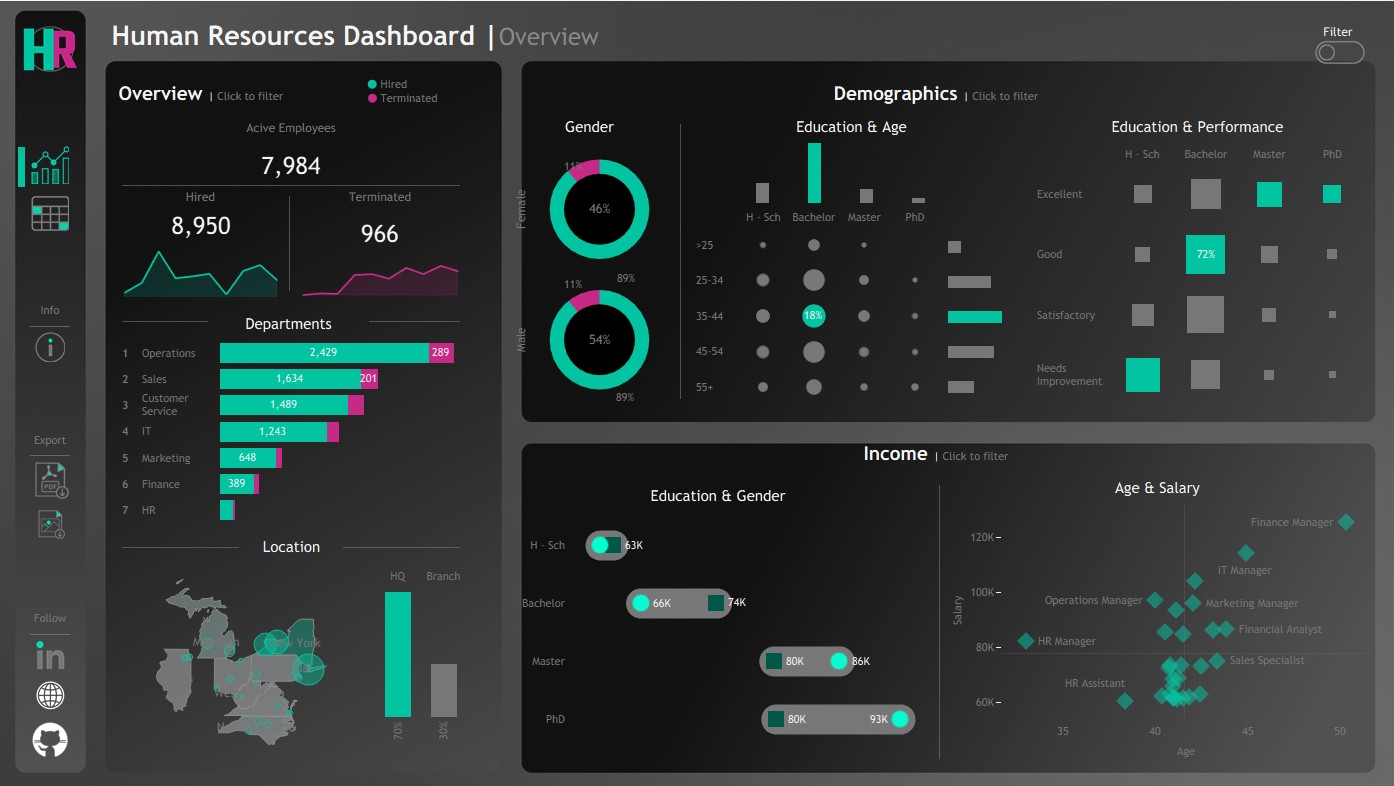 HR
Human Resources Dashboard | Overview
Filter
Overview | Click to filter
Hired
Terminated
Acive Employees
7,984
Hired
8,950
Terminated
966
Departments
1 Operations 2,429 289
2 Sales 1,634 201
3 Customer Service 1,489
4 IT 1,243
5 Marketing 648
6 Finance 389
7 HR
Location
HQ Branch
70% 30%
Info
Export
PDF
Follow
in
Demographics | Click to filter
Gender
Female
11%
46%
89%
Male
11%
54%
89%
Education & Age
H - Sch Bachelor Master PhD
>25
25-34
35-44 18%
45-54
55+
Education & Performance
H - Sch Bachelor Master PhD
Excellent
Good 72%
Satisfactory
Needs
Improvement
Income | Click to filter
Education & Gender
H - Sch 63K
Bachelor 66K 74K
Master 80K 86K
PhD 80K 93K
Age & Salary
Salary
120K
100K
80K
60K
Finance Manager
IT Manager
Operations Manager
Marketing Manager
Financial Analyst
HR Manager
Sales Specialist
HR Assistant
35 40 45 50
Age